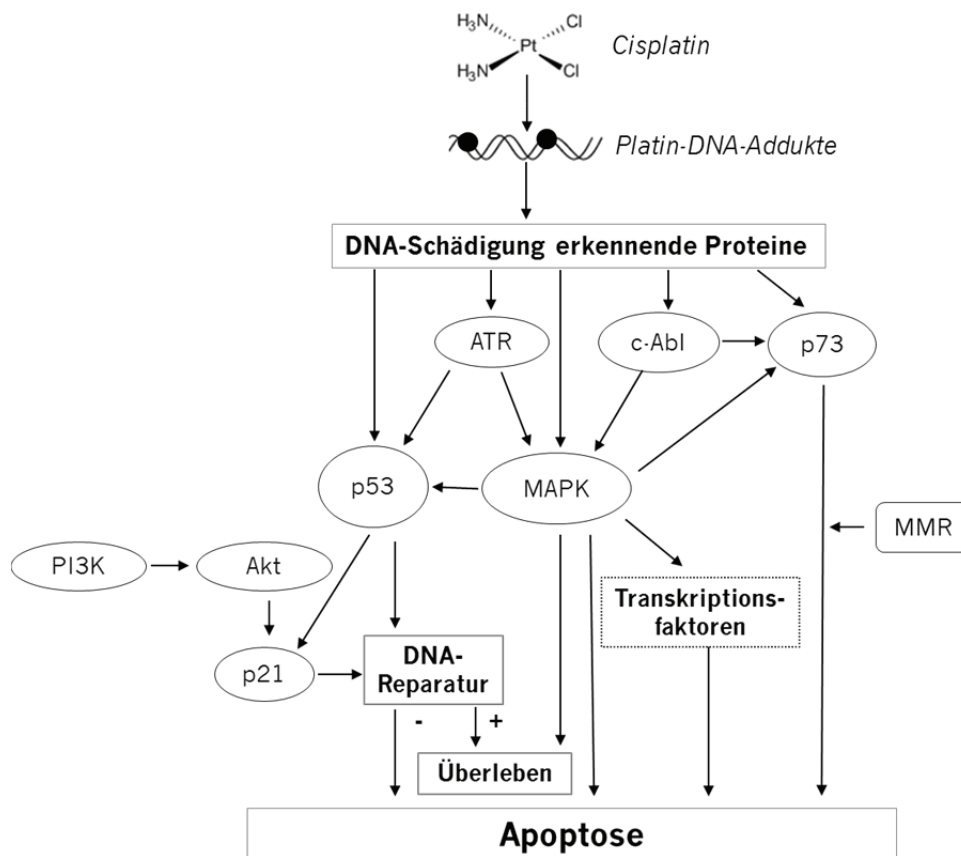 H₃N
Cl
Pt
H₃N
Cl
Cisplatin
Platin-DNA-Addukte
DNA-Schädigung erkennende Proteine
ATR
c-Abl
p73
p53
MAPK
MMR
PI3K
Akt
Transkriptions-
faktoren
p21
DNA-
Reparatur
- +
Überleben
Apoptose